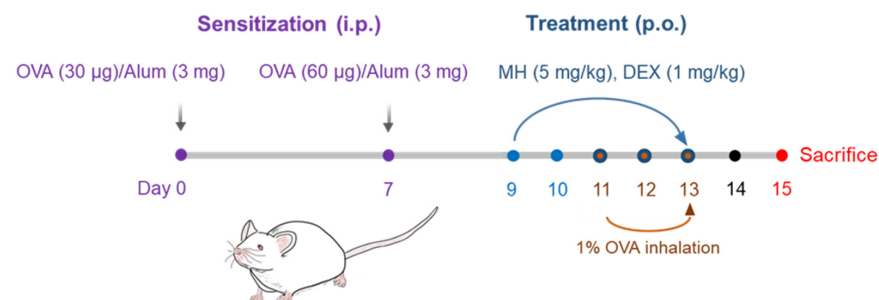 Sensitization (i.p.)
Treatment (p.o.)
OVA (30 µg)/Alum (3 mg)
OVA (60 µg)/Alum (3 mg)
MH (5 mg/kg), DEX (1 mg/kg)
Sacrifice
Day 0
7
9
10
11
12
13
14
15
1% OVA inhalation